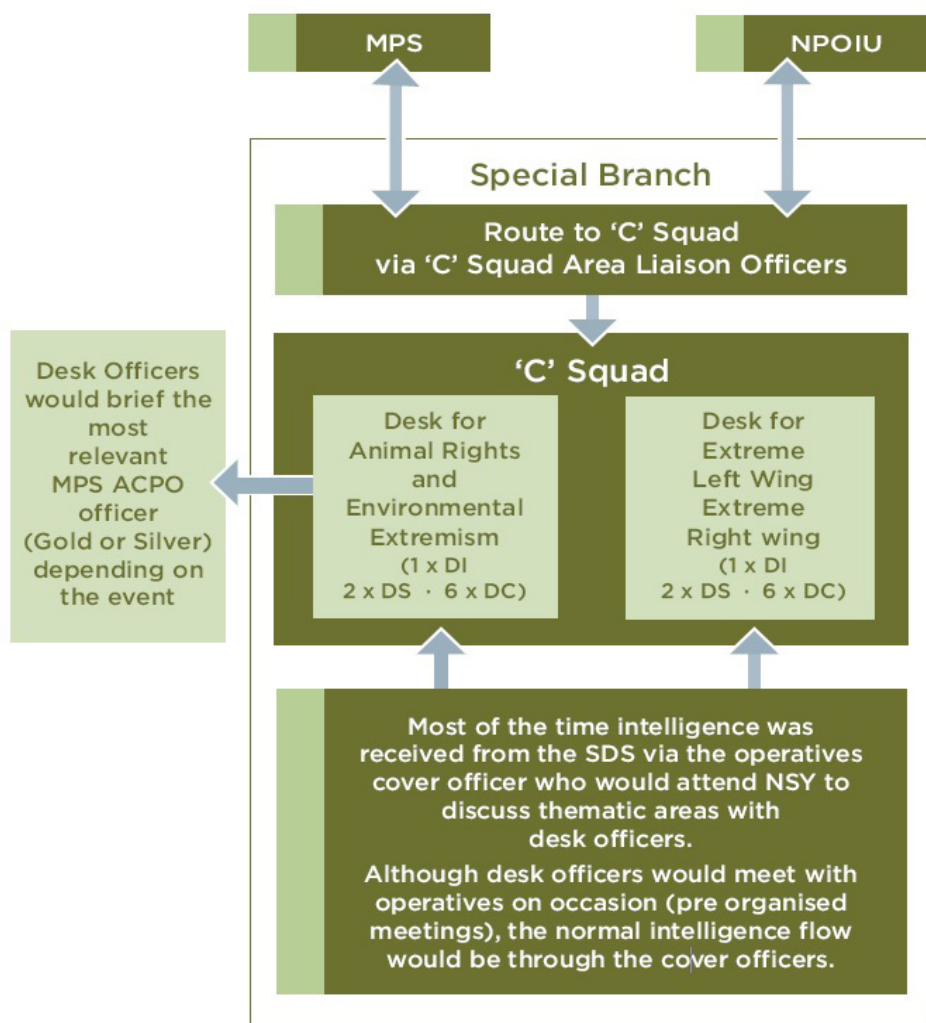 MPS
NPOIU
Special Branch
Route to ‘C’ Squad
via ‘C’ Squad Area Liaison Officers
‘C’ Squad
Desk Officers
would brief the
most
relevant
MPS ACPO
officer
(Gold or Silver)
depending on
the event
Desk for
Animal Rights
and
Environmental
Extremism
(1 x DI
2 x DS · 6 x DC)
Desk for
Extreme
Left Wing
Extreme
Right wing
(1 x DI
2 x DS · 6 x DC)
Most of the time intelligence was
received from the SDS via the operatives
cover officer who would attend NSY to
discuss thematic areas with
desk officers.
Although desk officers would meet with
operatives on occasion (pre organised
meetings), the normal intelligence flow
would be through the cover officers.